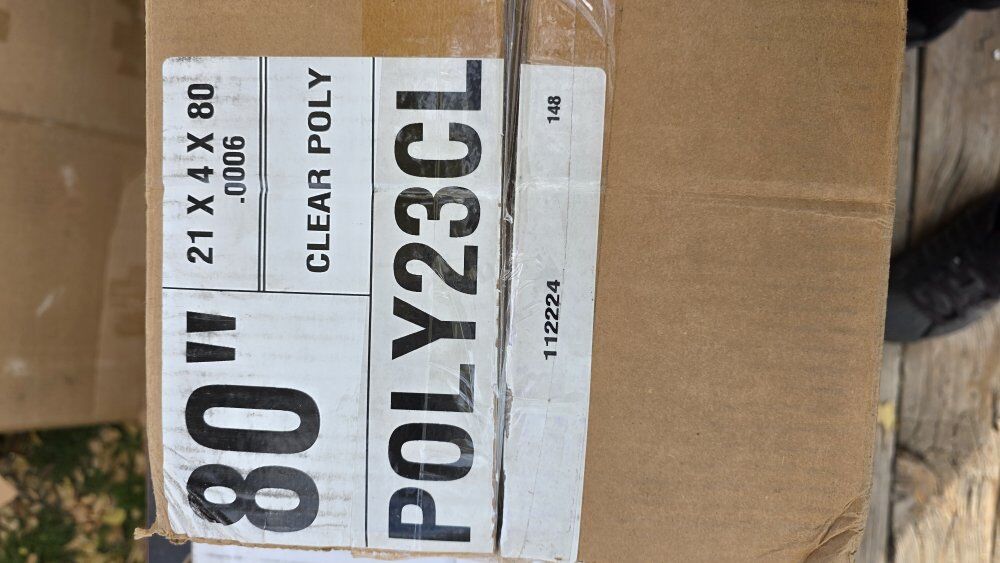 80"
21 X 4 X 80
.0006
CLEAR POLY
POLY23CL
112224
148